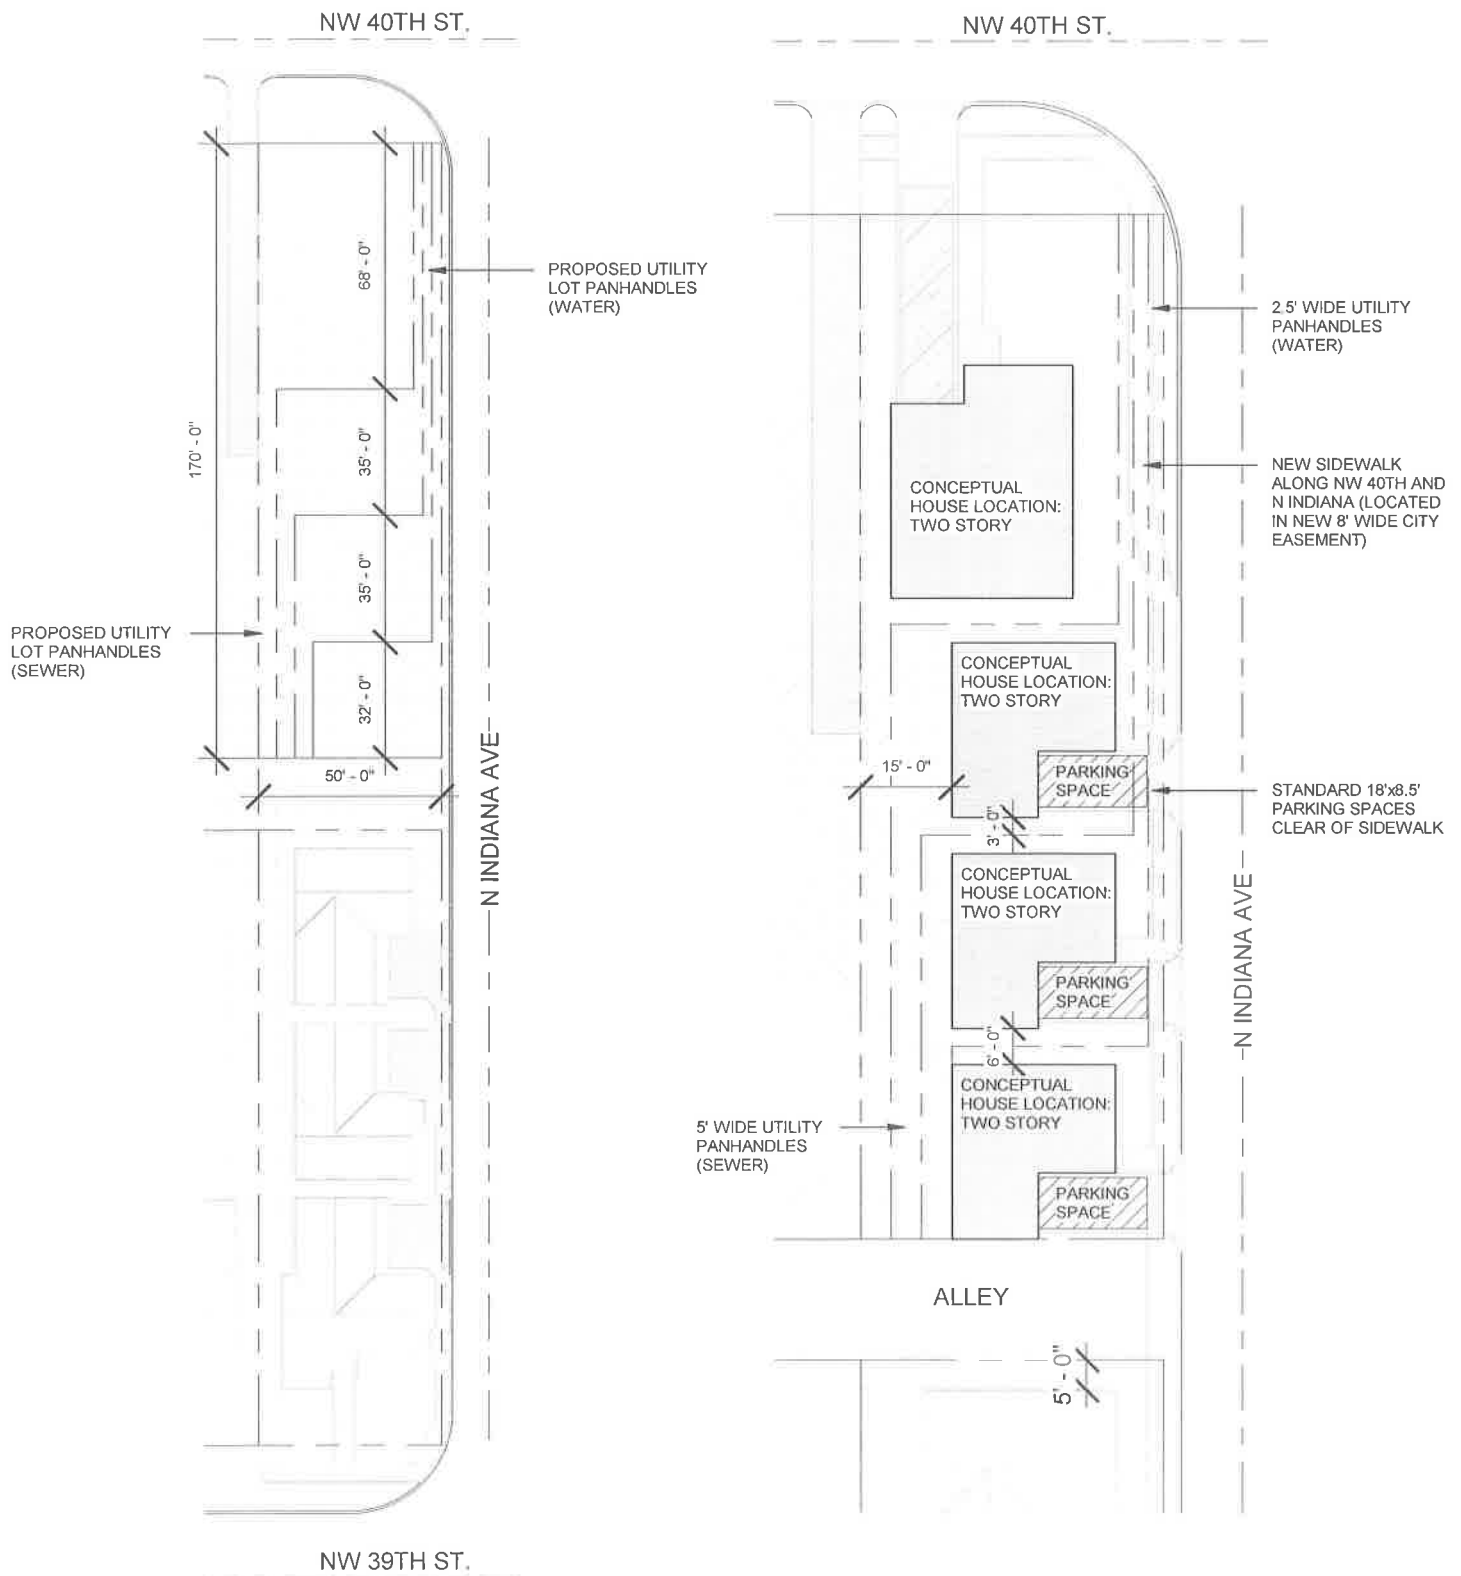 NW 40TH ST.
68' - 0"
PROPOSED UTILITY
LOT PANHANDLES
(WATER)
170' - 0"
35' - 0"
35' - 0"
PROPOSED UTILITY
LOT PANHANDLES
(SEWER)
32' - 0"
50' - 0"
N INDIANA AVE
NW 39TH ST.
NW 40TH ST.
2.5' WIDE UTILITY
PANHANDLES
(WATER)
NEW SIDEWALK
ALONG NW 40TH AND
N INDIANA (LOCATED
IN NEW 8' WIDE CITY
EASEMENT)
CONCEPTUAL
HOUSE LOCATION:
TWO STORY
CONCEPTUAL
HOUSE LOCATION:
TWO STORY
15' - 0"
PARKING
SPACE
STANDARD 18'x8.5'
PARKING SPACES
CLEAR OF SIDEWALK
3' - 0"
CONCEPTUAL
HOUSE LOCATION:
TWO STORY
PARKING
SPACE
N INDIANA AVE
6' - 0"
CONCEPTUAL
HOUSE LOCATION:
TWO STORY
5' WIDE UTILITY
PANHANDLES
(SEWER)
PARKING
SPACE
ALLEY
5' - 0"